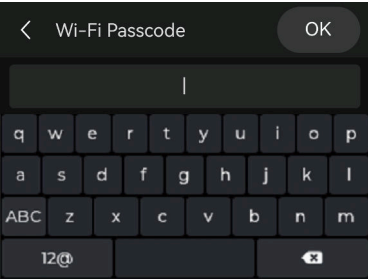 Wi-Fi Passcode OK
q w e r t y u i o p
a s d f g h j k l
ABC z x c v b n m
12@